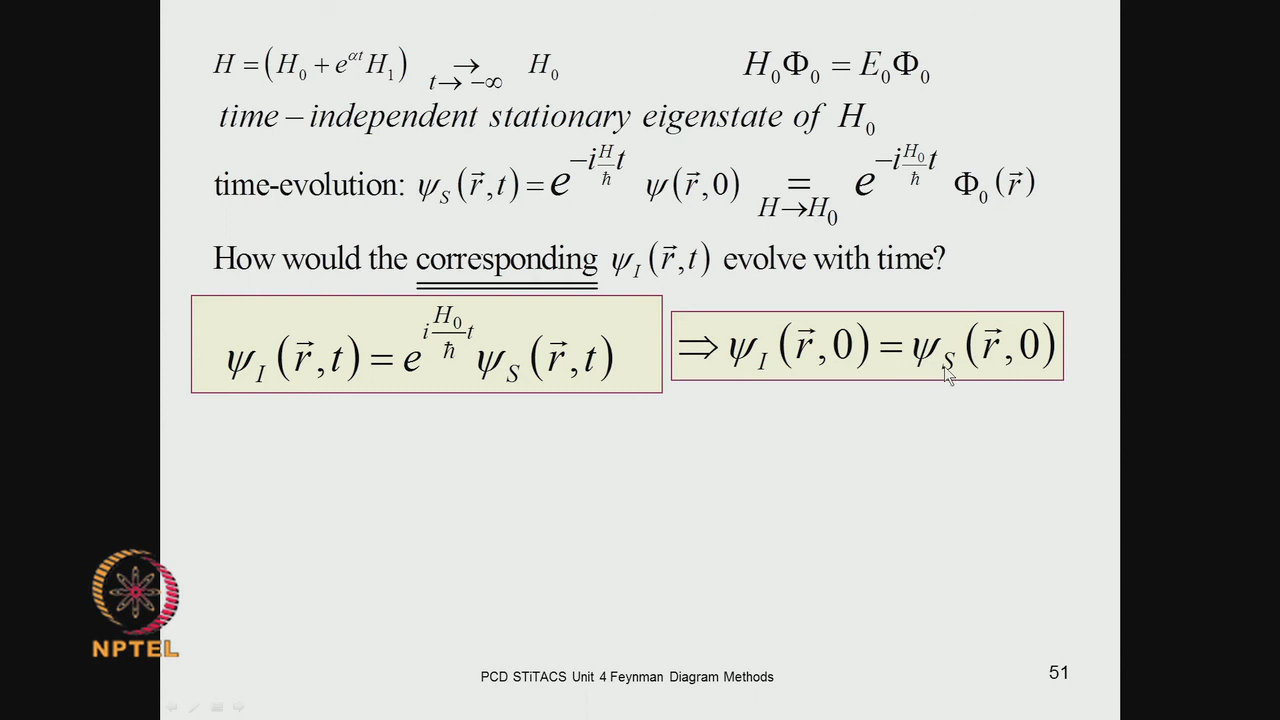 H = (H₀ + e^{αt} H₁) →_{t→−∞} H₀    H₀Φ₀ = E₀Φ₀
time – independent stationary eigenstate of H₀
time-evolution: ψ_S(r⃗, t) = e^{−i(H/ħ)t} ψ(r⃗, 0) =_{H→H₀} e^{−i(H₀/ħ)t} Φ₀(r⃗)
How would the corresponding ψ_I(r⃗, t) evolve with time?
ψ_I(r⃗, t) = e^{i(H₀/ħ)t} ψ_S(r⃗, t)    ⇒ ψ_I(r⃗, 0) = ψ_S(r⃗, 0)
NPTEL
PCD STiTACS Unit 4 Feynman Diagram Methods    51